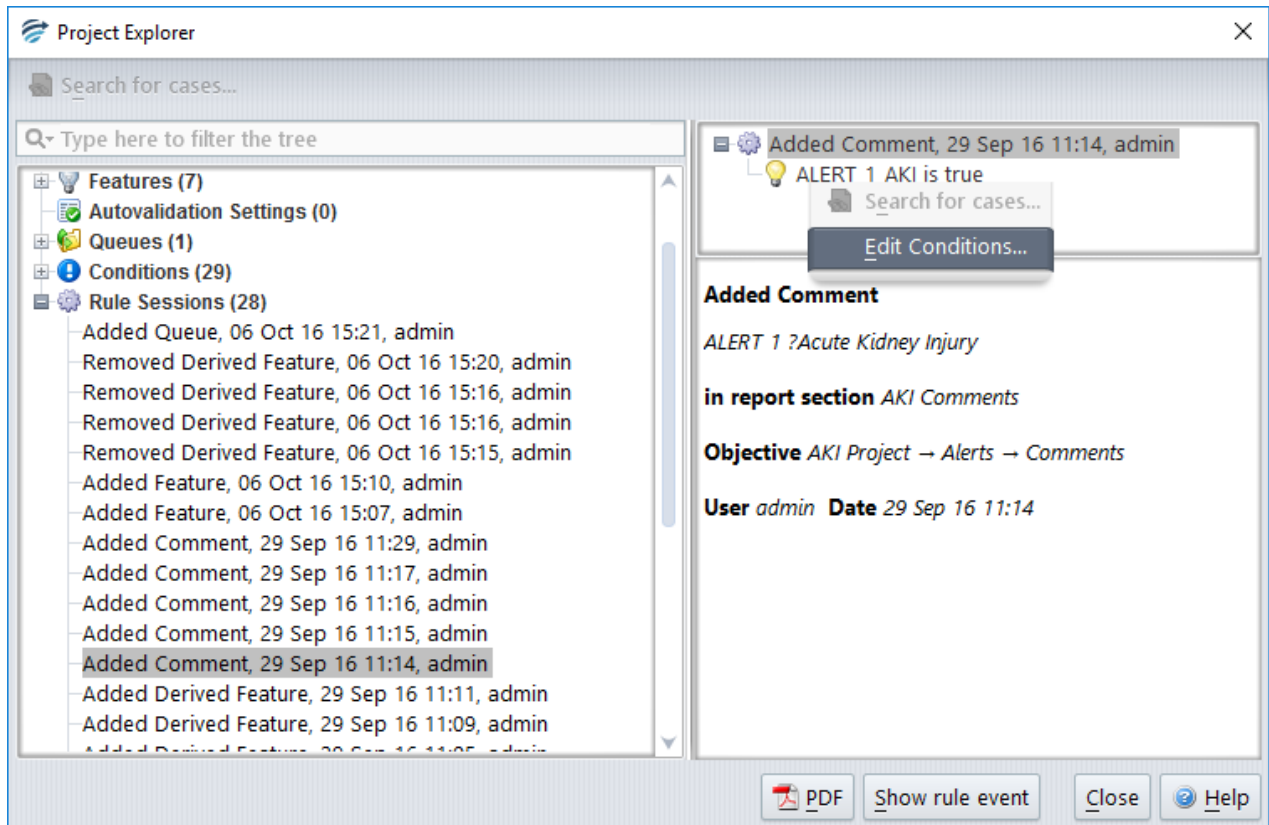 Project Explorer
Search for cases...
Type here to filter the tree
Features (7)
Autovalidation Settings (0)
Queues (1)
Conditions (29)
Rule Sessions (28)
Added Queue, 06 Oct 16 15:21, admin
Removed Derived Feature, 06 Oct 16 15:20, admin
Removed Derived Feature, 06 Oct 16 15:16, admin
Removed Derived Feature, 06 Oct 16 15:16, admin
Removed Derived Feature, 06 Oct 16 15:15, admin
Added Feature, 06 Oct 16 15:10, admin
Added Feature, 06 Oct 16 15:07, admin
Added Comment, 29 Sep 16 11:29, admin
Added Comment, 29 Sep 16 11:17, admin
Added Comment, 29 Sep 16 11:16, admin
Added Comment, 29 Sep 16 11:15, admin
Added Comment, 29 Sep 16 11:14, admin
Added Derived Feature, 29 Sep 16 11:11, admin
Added Derived Feature, 29 Sep 16 11:09, admin
Added Derived Feature, 29 Sep 16 11:05, admin
Added Comment, 29 Sep 16 11:14, admin
ALERT 1 AKI is true
Search for cases...
Edit Conditions...
Added Comment
ALERT 1 ?Acute Kidney Injury
in report section AKI Comments
Objective AKI Project → Alerts → Comments
User admin Date 29 Sep 16 11:14
PDF
Show rule event
Close
Help